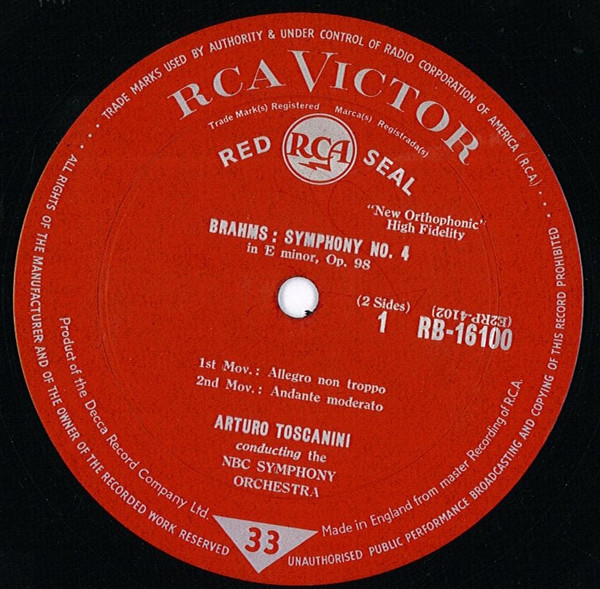 TRADE MARKS USED BY AUTHORITY & UNDER CONTROL OF RADIO CORPORATION OF AMERICA (RCA)....
RCA VICTOR
Trade Mark(s) Registered Marca(s) Registrada(s)
RED RCA SEAL
"New Orthophonic"
High Fidelity
BRAHMS : SYMPHONY NO. 4
in E minor, Op. 98
(2 Sides) (E2RP-4102)
1 RB-16100
1st Mov.: Allegro non troppo
2nd Mov.: Andante moderato
ARTURO TOSCANINI
conducting the
NBC SYMPHONY
ORCHESTRA
Product of the Decca Record Company Ltd.
33
Made in England from master Recording of R.C.A.
....ALL RIGHTS OF THE MANUFACTURER AND OF THE OWNER OF THE RECORDED WORK RESERVED
UNAUTHORISED PUBLIC PERFORMANCE BROADCASTING AND COPYING OF THIS RECORD PROHIBITED